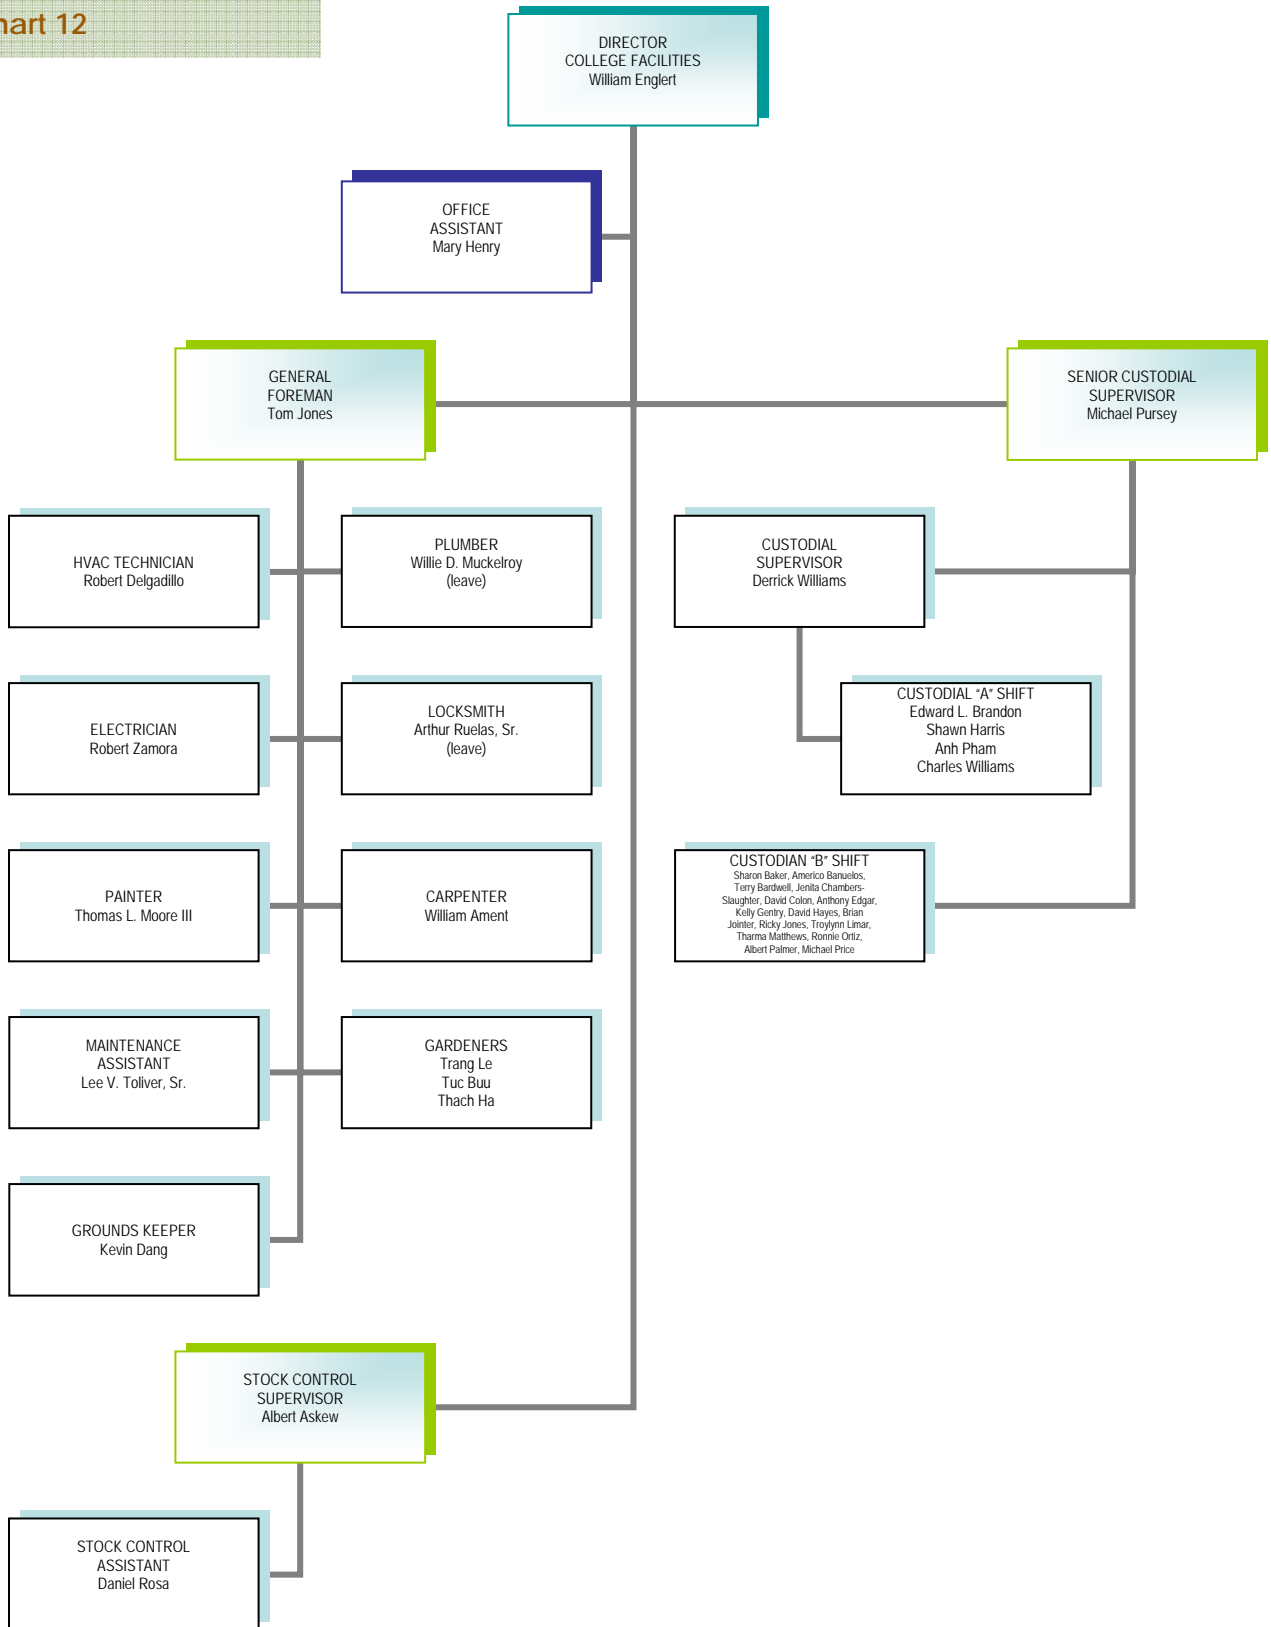 hart 12
DIRECTOR
COLLEGE FACILITIES
William Englert
OFFICE
ASSISTANT
Mary Henry
GENERAL
FOREMAN
Tom Jones
SENIOR CUSTODIAL
SUPERVISOR
Michael Pursey
HVAC TECHNICIAN
Robert Delgadillo
PLUMBER
Willie D. Muckelroy
(leave)
CUSTODIAL
SUPERVISOR
Derrick Williams
ELECTRICIAN
Robert Zamora
LOCKSMITH
Arthur Ruelas, Sr.
(leave)
CUSTODIAL “A” SHIFT
Edward L. Brandon
Shawn Harris
Anh Pham
Charles Williams
PAINTER
Thomas L. Moore III
CARPENTER
William Ament
CUSTODIAN “B” SHIFT
Sharon Baker, Americo Banuelos,
Terry Bardwell, Jenita Chambers-
Slaughter, David Colon, Anthony Edgar,
Kelly Gentry, David Hayes, Brian
Jointer, Ricky Jones, Troylynn Limar,
Tharma Matthews, Ronnie Ortiz,
Albert Palmer, Michael Price
MAINTENANCE
ASSISTANT
Lee V. Toliver, Sr.
GARDENERS
Trang Le
Tuc Buu
Thach Ha
GROUNDS KEEPER
Kevin Dang
STOCK CONTROL
SUPERVISOR
Albert Askew
STOCK CONTROL
ASSISTANT
Daniel Rosa